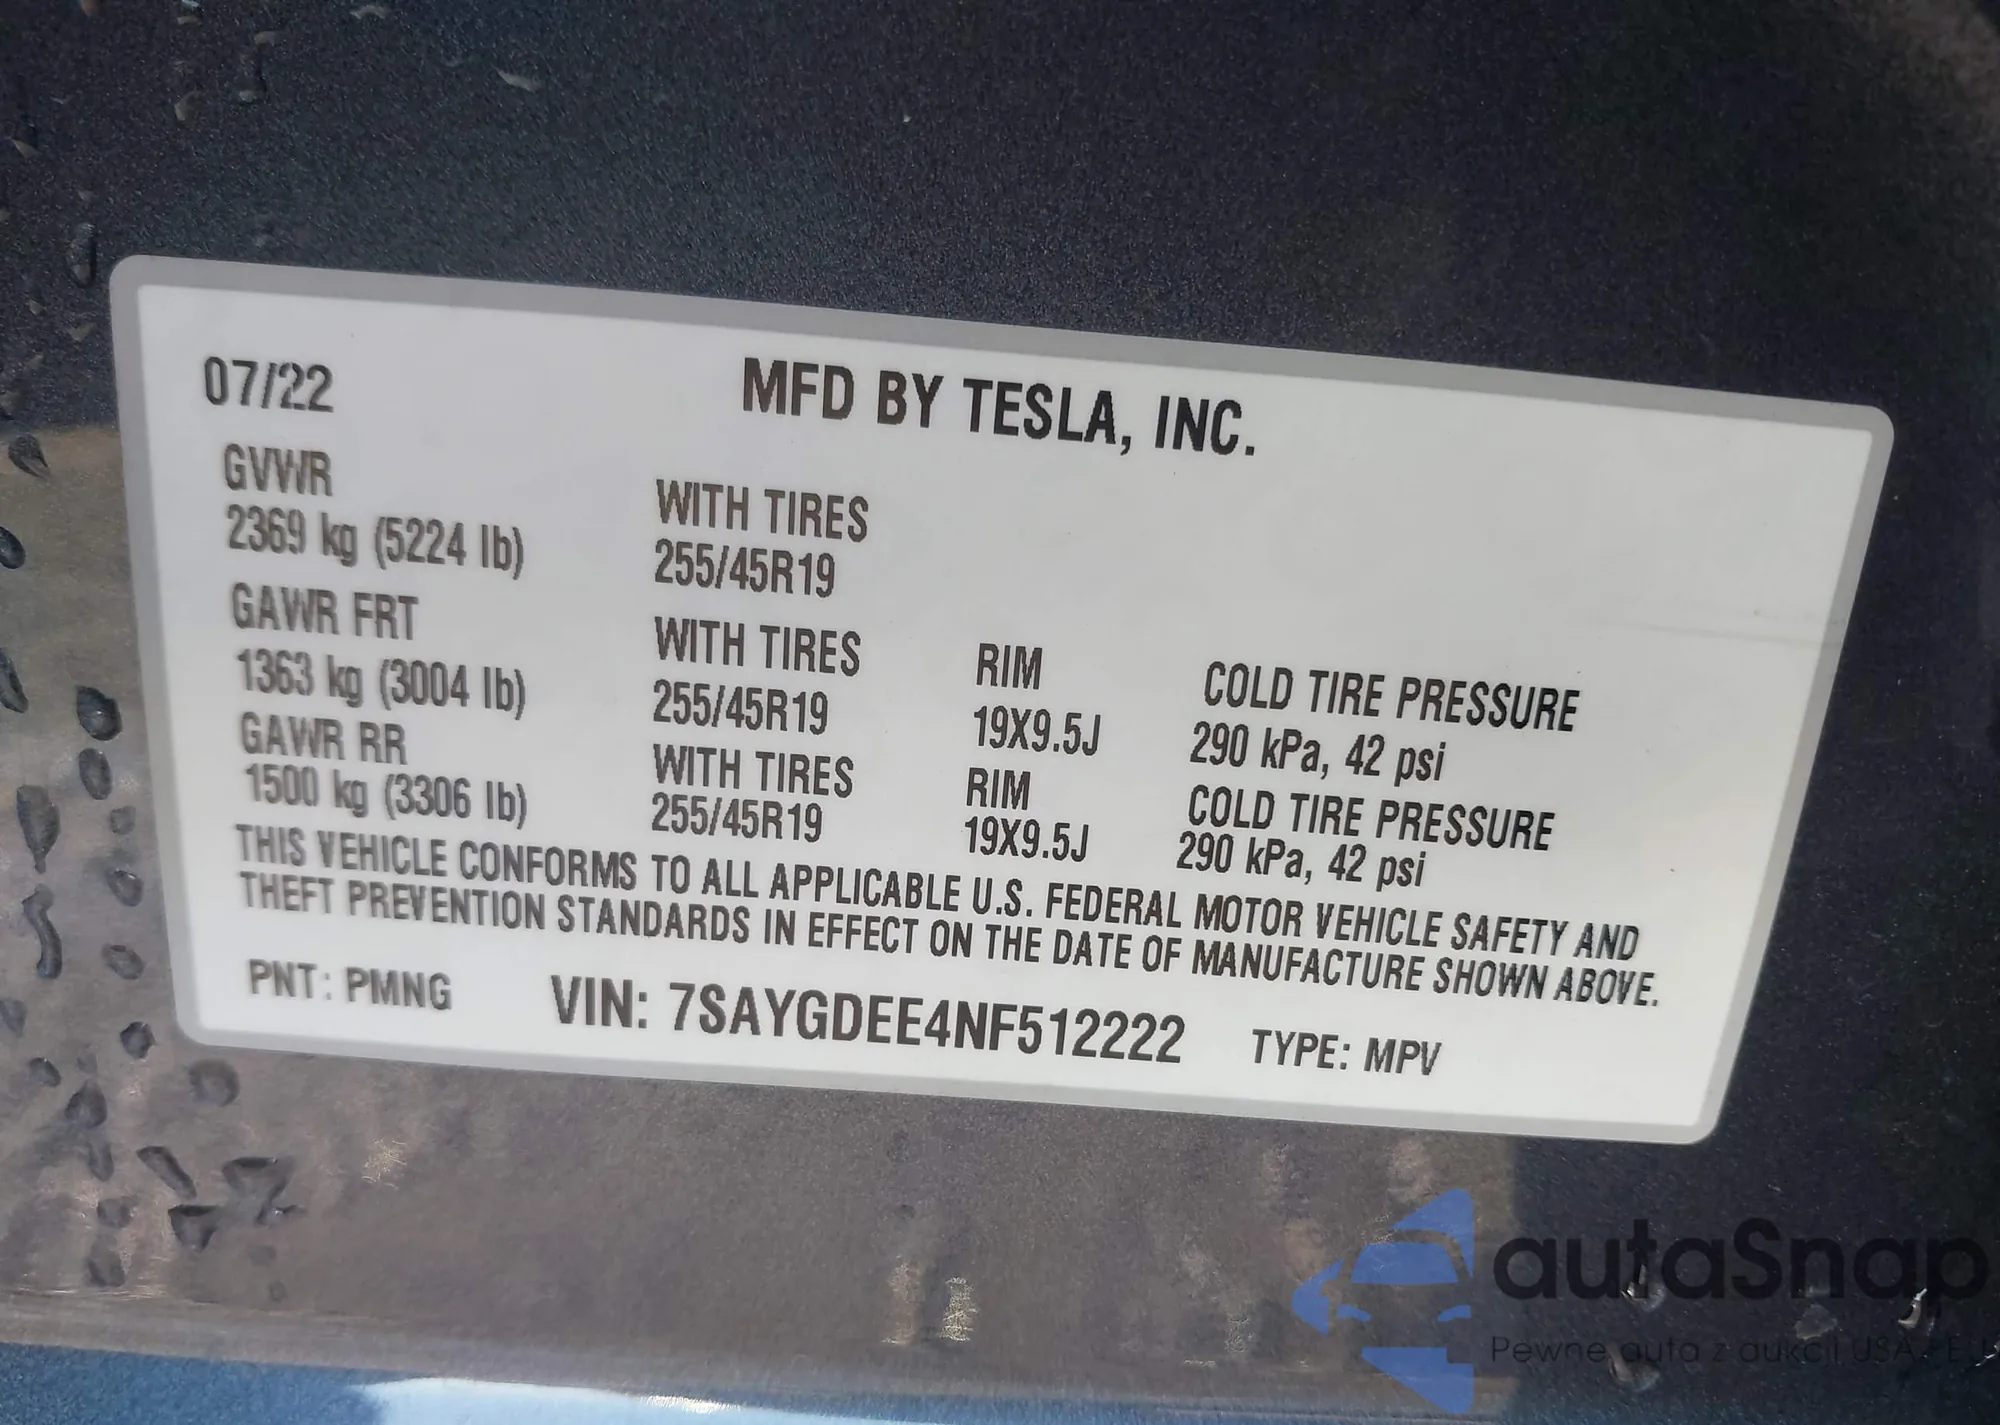 07/22 MFD BY TESLA, INC.
GVWR WITH TIRES
2369 kg (5224 lb) 255/45R19
GAWR FRT WITH TIRES RIM COLD TIRE PRESSURE
1363 kg (3004 lb) 255/45R19 19X9.5J 290 kPa, 42 psi
GAWR RR WITH TIRES RIM COLD TIRE PRESSURE
1500 kg (3306 lb) 255/45R19 19X9.5J 290 kPa, 42 psi
THIS VEHICLE CONFORMS TO ALL APPLICABLE U.S. FEDERAL MOTOR VEHICLE SAFETY AND
THEFT PREVENTION STANDARDS IN EFFECT ON THE DATE OF MANUFACTURE SHOWN ABOVE.
PNT: PMNG VIN: 7SAYGDEE4NF512222 TYPE: MPV
autaSnap
Pewne auta z aukcji USA